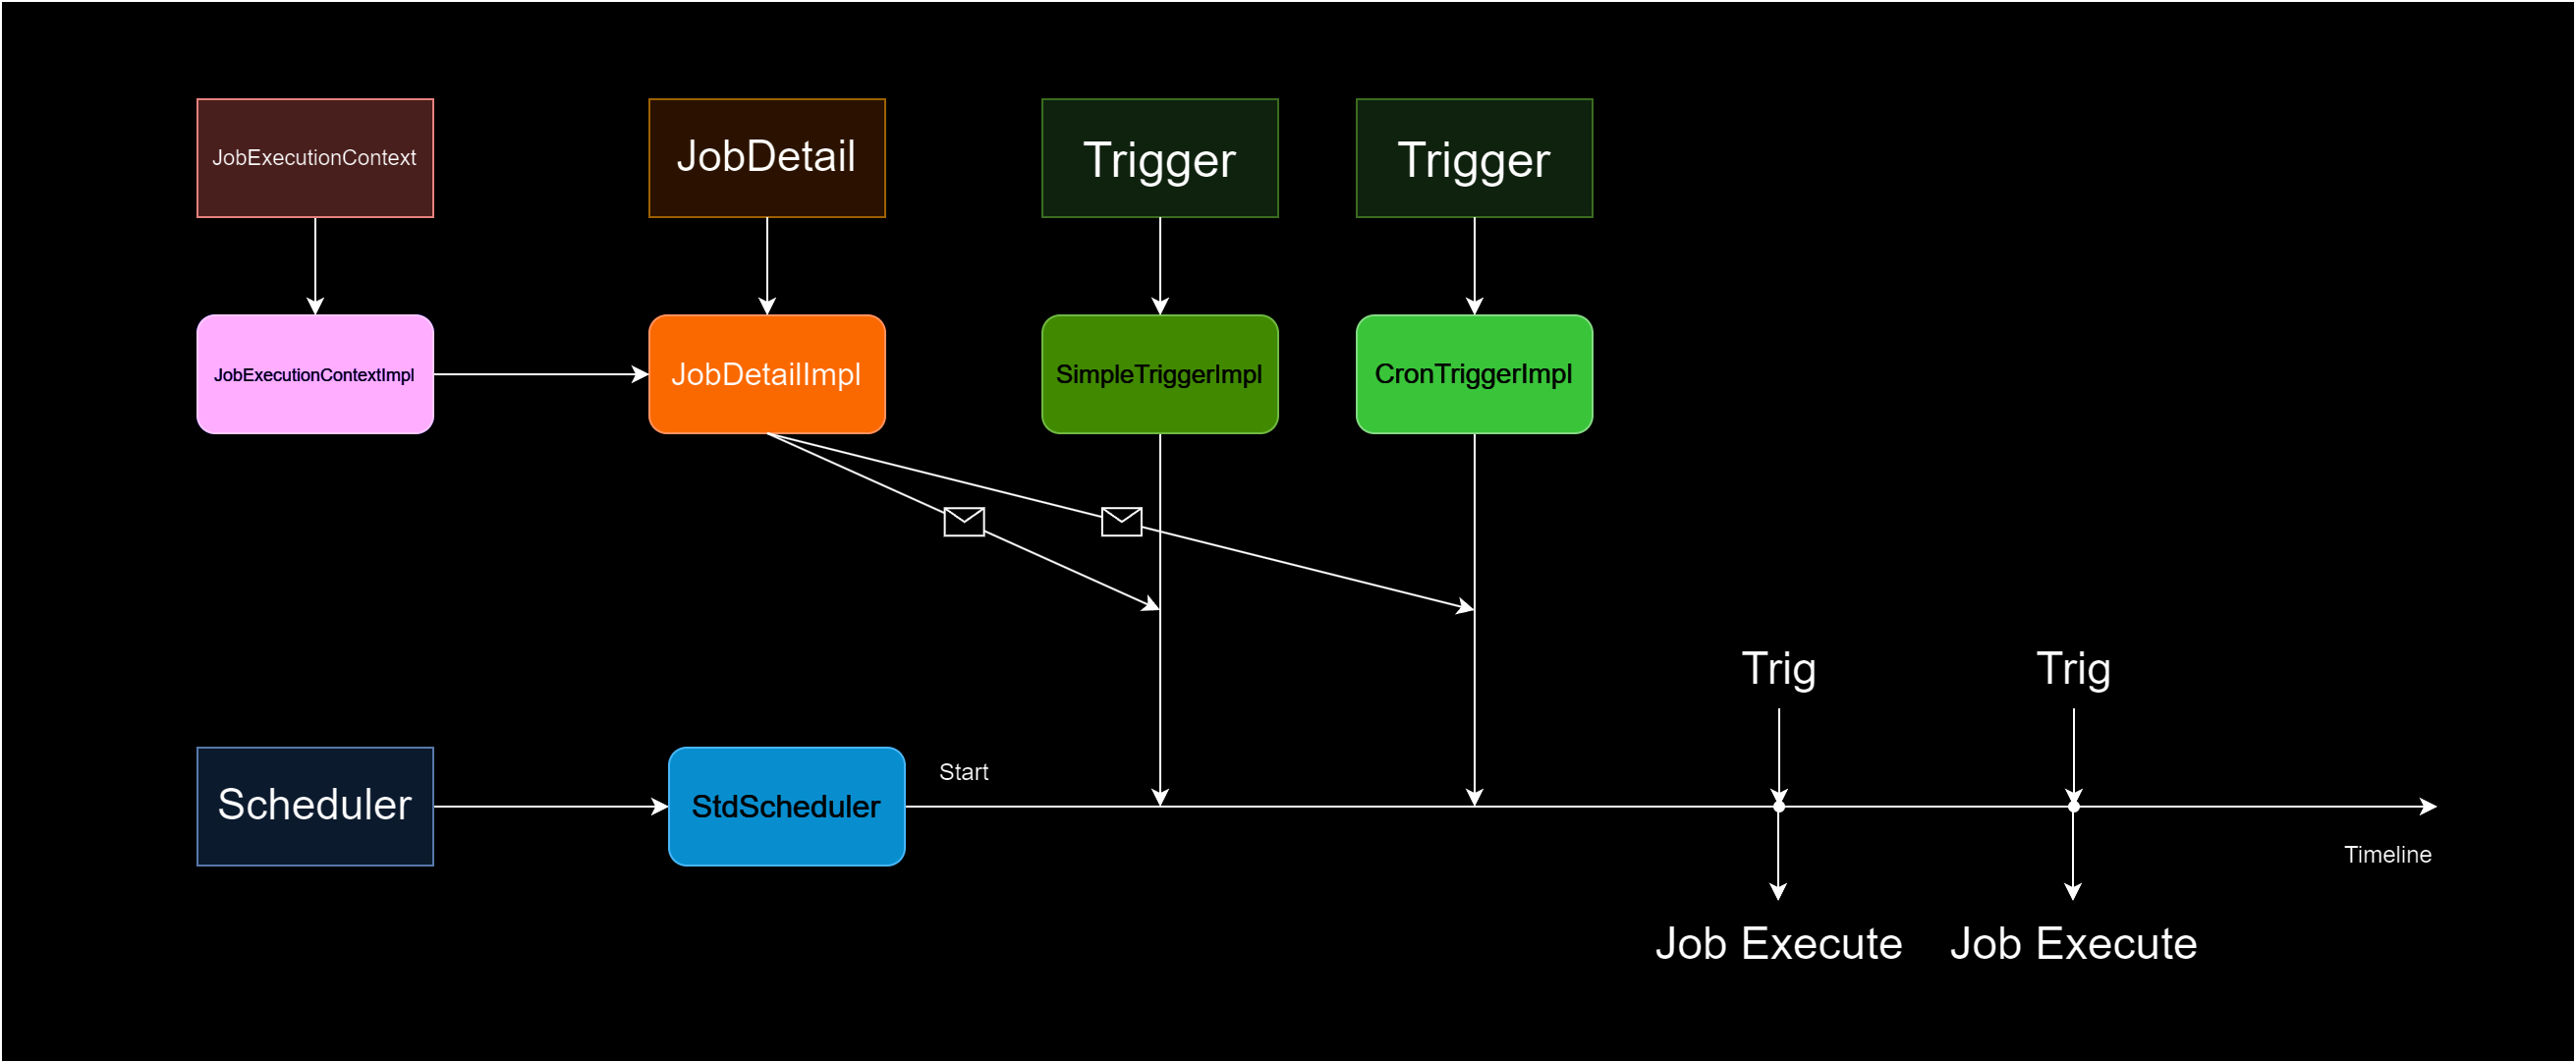 JobExecutionContext
JobDetail
Trigger
Trigger
JobExecutionContextImpl
JobDetailImpl
SimpleTriggerImpl
CronTriggerImpl
Trig
Trig
Scheduler
StdScheduler
Start
Timeline
Job Execute
Job Execute